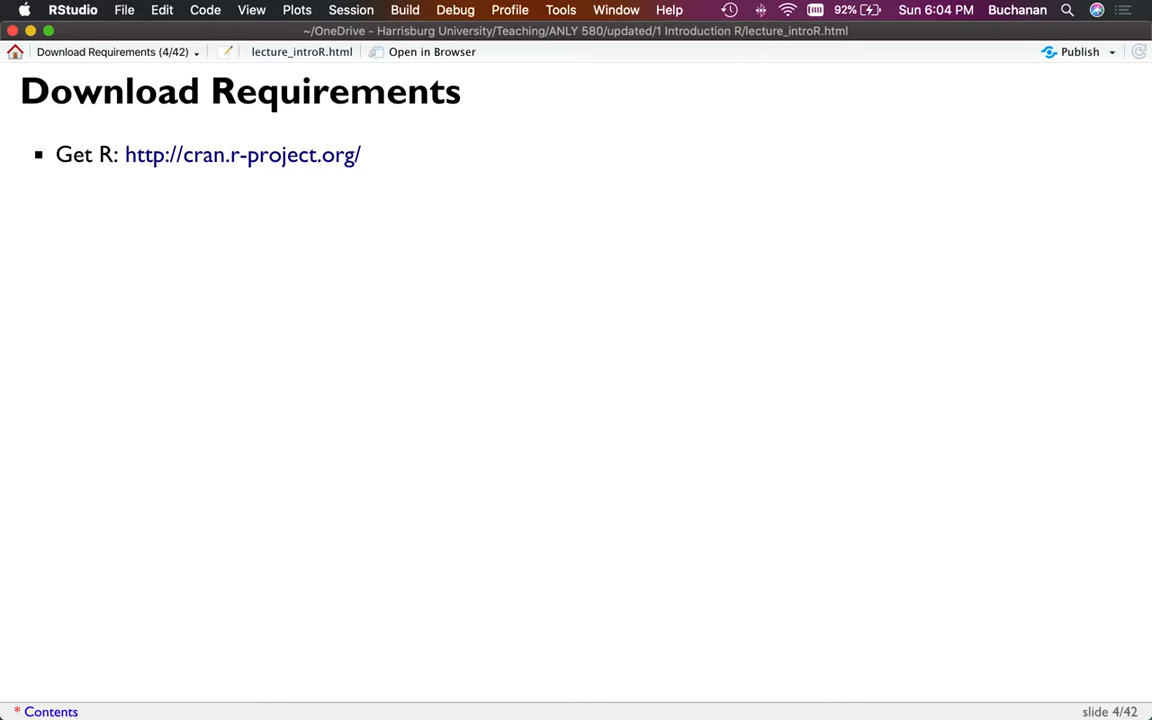 RStudio File Edit Code View Plots Session Build Debug Profile Tools Window Help 92% Sun 6:04 PM Buchanan
~/OneDrive - Harrisburg University/Teaching/ANLY 580/updated/1 Introduction R/lecture_introR.html
Download Requirements (4/42) lecture_introR.html Open in Browser Publish
Download Requirements
▪ Get R: http://cran.r-project.org/
* Contents slide 4/42